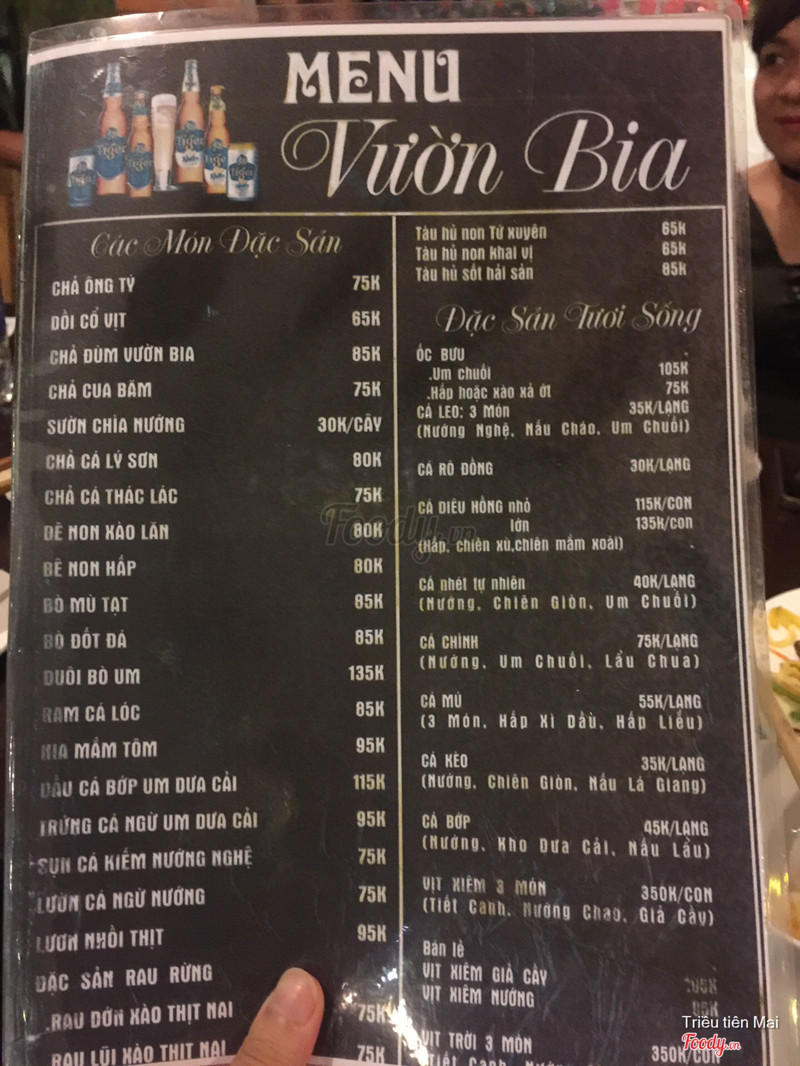 MENU
Vườn Bia
Tiger
Tiger
Tiger
Tiger
Các Món Đặc Sản
CHẢ ÔNG TÝ 75K
DỒI CỔ VỊT 65K
CHẢ ĐÙM VƯỜN BIA 85K
CHẢ CUA BĂM 75K
SƯỜN CHÌA NƯỚNG 30K/CÂY
CHẢ CÁ LÝ SƠN 80K
CHẢ CÁ THÁC LÁC 75K
DÊ NON XÀO LĂN 80K
BÊ NON HẤP 80K
BÒ MÙ TẠT 85K
BÒ ĐỐT ĐÁ 85K
ĐUÔI BÒ UM 135K
RAM CÁ LÓC 85K
HIA MẮM TÔM 95K
ĐẦU CÁ BỚP UM DƯA CẢI 115K
TRỨNG CÁ NGỪ UM DƯA CẢI 95K
SỤN CÁ KIẾM NƯỚNG NGHỆ 75K
LƯỜN CÁ NGỪ NƯỚNG 75K
LƯƠN NHỒI THỊT 95K
ĐẶC SẢN RAU RỪNG
.RAU DỚN XÀO THỊT NAI 75K
RAU LŨI XÀO THỊT NAI 75K
Tàu hủ non Tứ xuyên 65k
Tàu hủ non khai vị 65k
Tàu hủ sốt hải sản 85k
Đặc Sản Tươi Sống
ỐC BƯU
.Um chuối 105K
.Hấp hoặc xào xả ớt 75K
CÁ LEO: 3 Món 35K/LẠNG
(Nướng Nghệ, Nấu Cháo, Um Chuối)
CÁ RÔ ĐỒNG 30K/LẠNG
CÁ DIÊU HỒNG nhỏ 115K/CON
lớn 135k/con
(Hấp, chiên xù,chiên mắm xoài)
CÁ nhét tự nhiên 40K/LẠNG
(Nướng, Chiên Giòn, Um Chuối)
CÁ CHÌNH 75K/LẠNG
(Nướng, Um Chuối, Lẩu Chua)
CÁ MÚ 55K/LẠNG
(3 Món, Hấp Xì Dầu, Hấp Liễu)
CÁ KÈO 35K/LẠNG
(Nướng, Chiên Giòn, Nấu Lá Giang)
CÁ BỚP 45K/LẠNG
(Nướng, Kho Dưa Cải, Nấu Lẩu)
VỊT XIÊM 3 MÓN 350K/CON
(Tiết Canh, Nướng Chao, Giả Cầy)
Bán lẻ
VỊT XIÊM GIẢ CẦY
VỊT XIÊM NƯỚNG
VỊT TRỜI 3 MÓN 350K/CON
Tiết Canh,
Foody.vn
Triều tiên Mai
Foody.vn